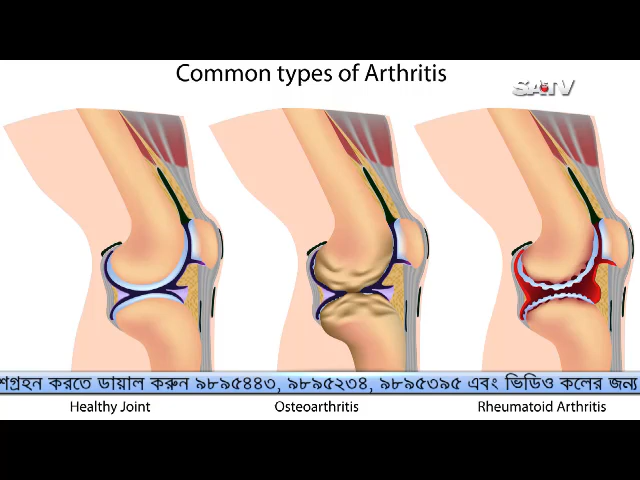 Common types of Arthritis
SATV
শগ্রহন করতে ডায়াল করুন ৯৮৯৫৪৪৩, ৯৮৯৫২৩৪, ৯৮৯৫৩৯৫ এবং ভিডিও কলের জন্য
Healthy Joint
Osteoarthritis
Rheumatoid Arthritis